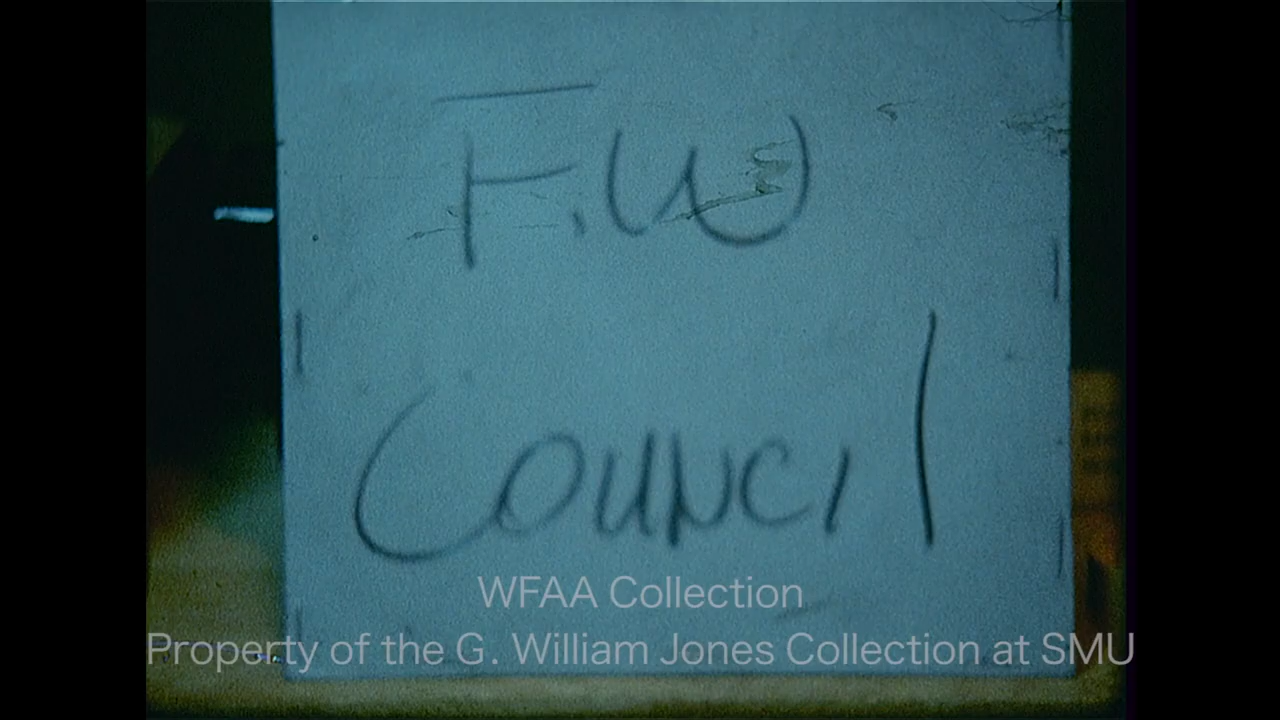 F.W
COUNCIL
WFAA Collection
Property of the G. William Jones Collection at SMU